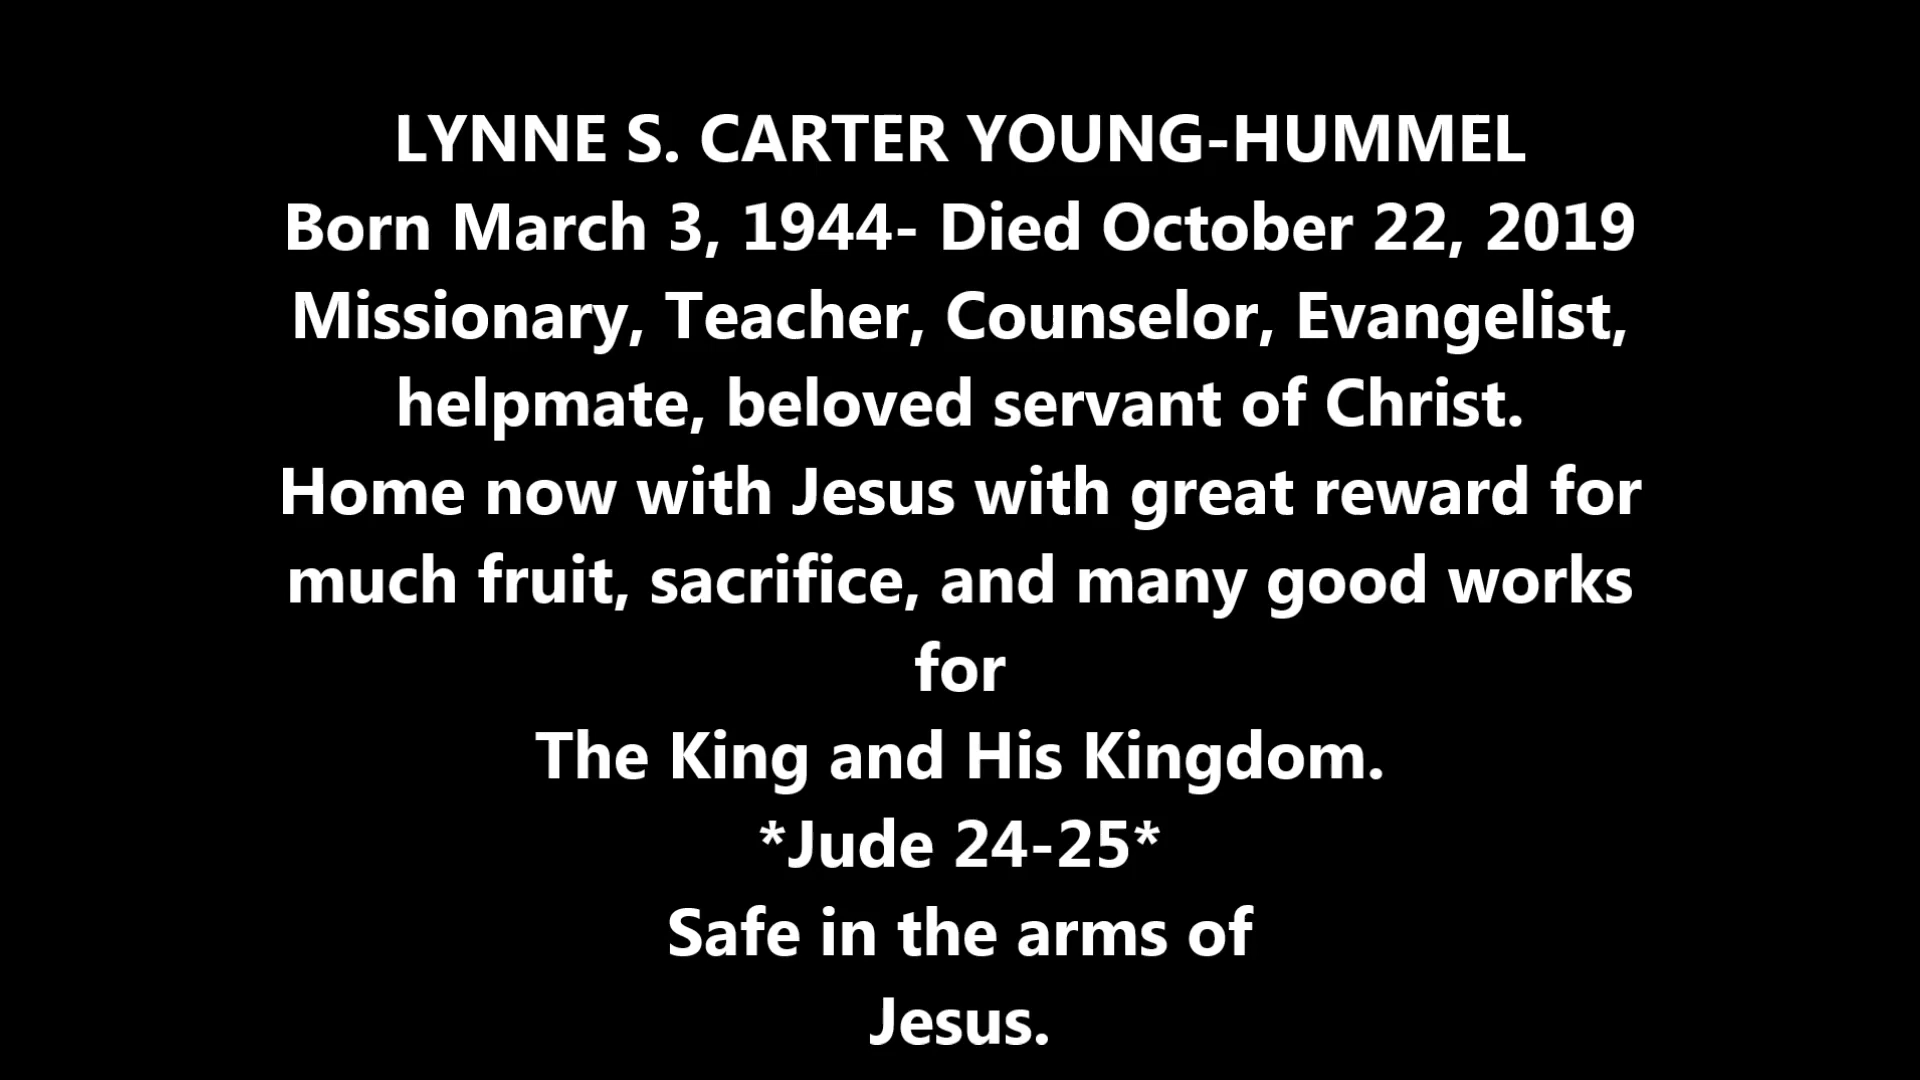 LYNNE S. CARTER YOUNG-HUMMEL
Born March 3, 1944- Died October 22, 2019
Missionary, Teacher, Counselor, Evangelist,
helpmate, beloved servant of Christ.
Home now with Jesus with great reward for
much fruit, sacrifice, and many good works
for
The King and His Kingdom.
*Jude 24-25*
Safe in the arms of
Jesus.